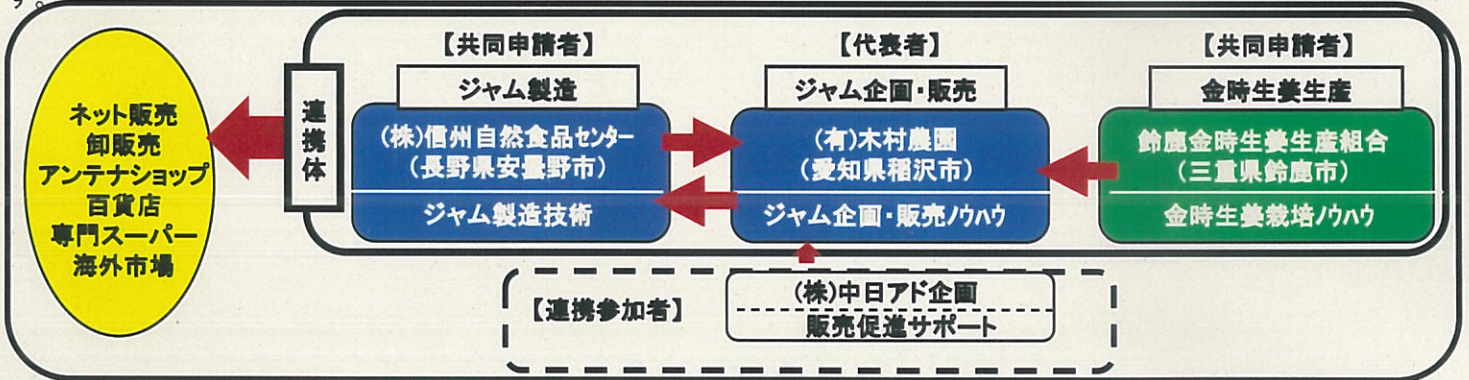 す。
【共同申請者】
【代表者】
【共同申請者】
ジャム製造
ジャム企画・販売
金時生姜生産
ネット販売
卸販売
アンテナショップ
百貨店
専門スーパー
海外市場
連携体
(株)信州自然食品センター
(長野県安曇野市)
ジャム製造技術
(有)木村農園
(愛知県稲沢市)
ジャム企画・販売ノウハウ
鈴鹿金時生姜生産組合
(三重県鈴鹿市)
金時生姜栽培ノウハウ
【連携参加者】
(株)中日アド企画
販売促進サポート